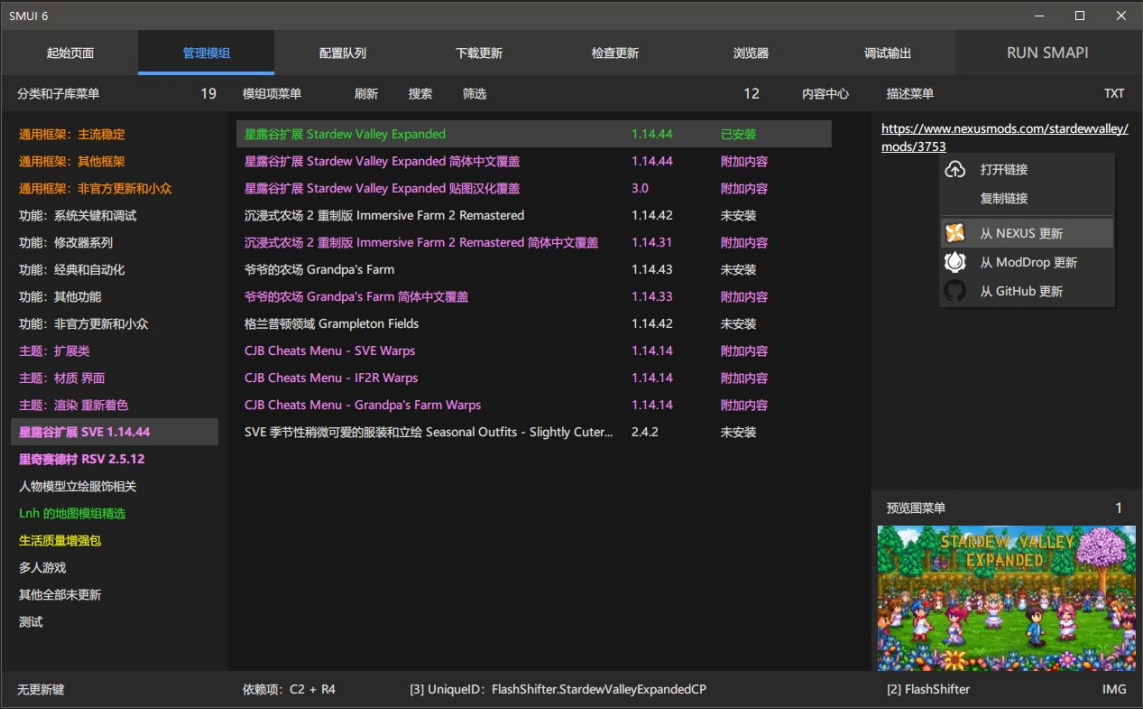 SMUI 6
起始页面 管理模组 配置队列 下载更新 检查更新 浏览器 调试输出 RUN SMAPI
分类和子库菜单 19 模组项菜单 刷新 搜索 筛选 12 内容中心 描述菜单 TXT
通用框架：主流稳定
通用框架：其他框架
通用框架：非官方更新和小众
功能：系统关键和调试
功能：修改器系列
功能：经典和自动化
功能：其他功能
功能：非官方更新和小众
主题：扩展类
主题：材质 界面
主题：渲染 重新着色
星露谷扩展 SVE 1.14.44
里奇赛德村 RSV 2.5.12
人物模型立绘服饰相关
Lnh 的地图模组精选
生活质量增强包
多人游戏
其他全部未更新
测试
星露谷扩展 Stardew Valley Expanded 1.14.44 已安装
星露谷扩展 Stardew Valley Expanded 简体中文覆盖 1.14.44 附加内容
星露谷扩展 Stardew Valley Expanded 贴图汉化覆盖 3.0 附加内容
沉浸式农场 2 重制版 Immersive Farm 2 Remastered 1.14.42 未安装
沉浸式农场 2 重制版 Immersive Farm 2 Remastered 简体中文覆盖 1.14.31 附加内容
爷爷的农场 Grandpa's Farm 1.14.43 未安装
爷爷的农场 Grandpa's Farm 简体中文覆盖 1.14.33 附加内容
格兰普顿领域 Grampleton Fields 1.14.42 未安装
CJB Cheats Menu - SVE Warps 1.14.14 附加内容
CJB Cheats Menu - IF2R Warps 1.14.14 附加内容
CJB Cheats Menu - Grandpa's Farm Warps 1.14.14 附加内容
SVE 季节性稍微可爱的服装和立绘 Seasonal Outfits - Slightly Cuter... 2.4.2 未安装
https://www.nexusmods.com/stardewvalley/
mods/3753
打开链接
复制链接
从 NEXUS 更新
从 ModDrop 更新
从 GitHub 更新
预览图菜单 1
STARDEW VALLEY
EXPANDED
无更新键 依赖项：C2 + R4 [3] UniqueID：FlashShifter.StardewValleyExpandedCP [2] FlashShifter IMG